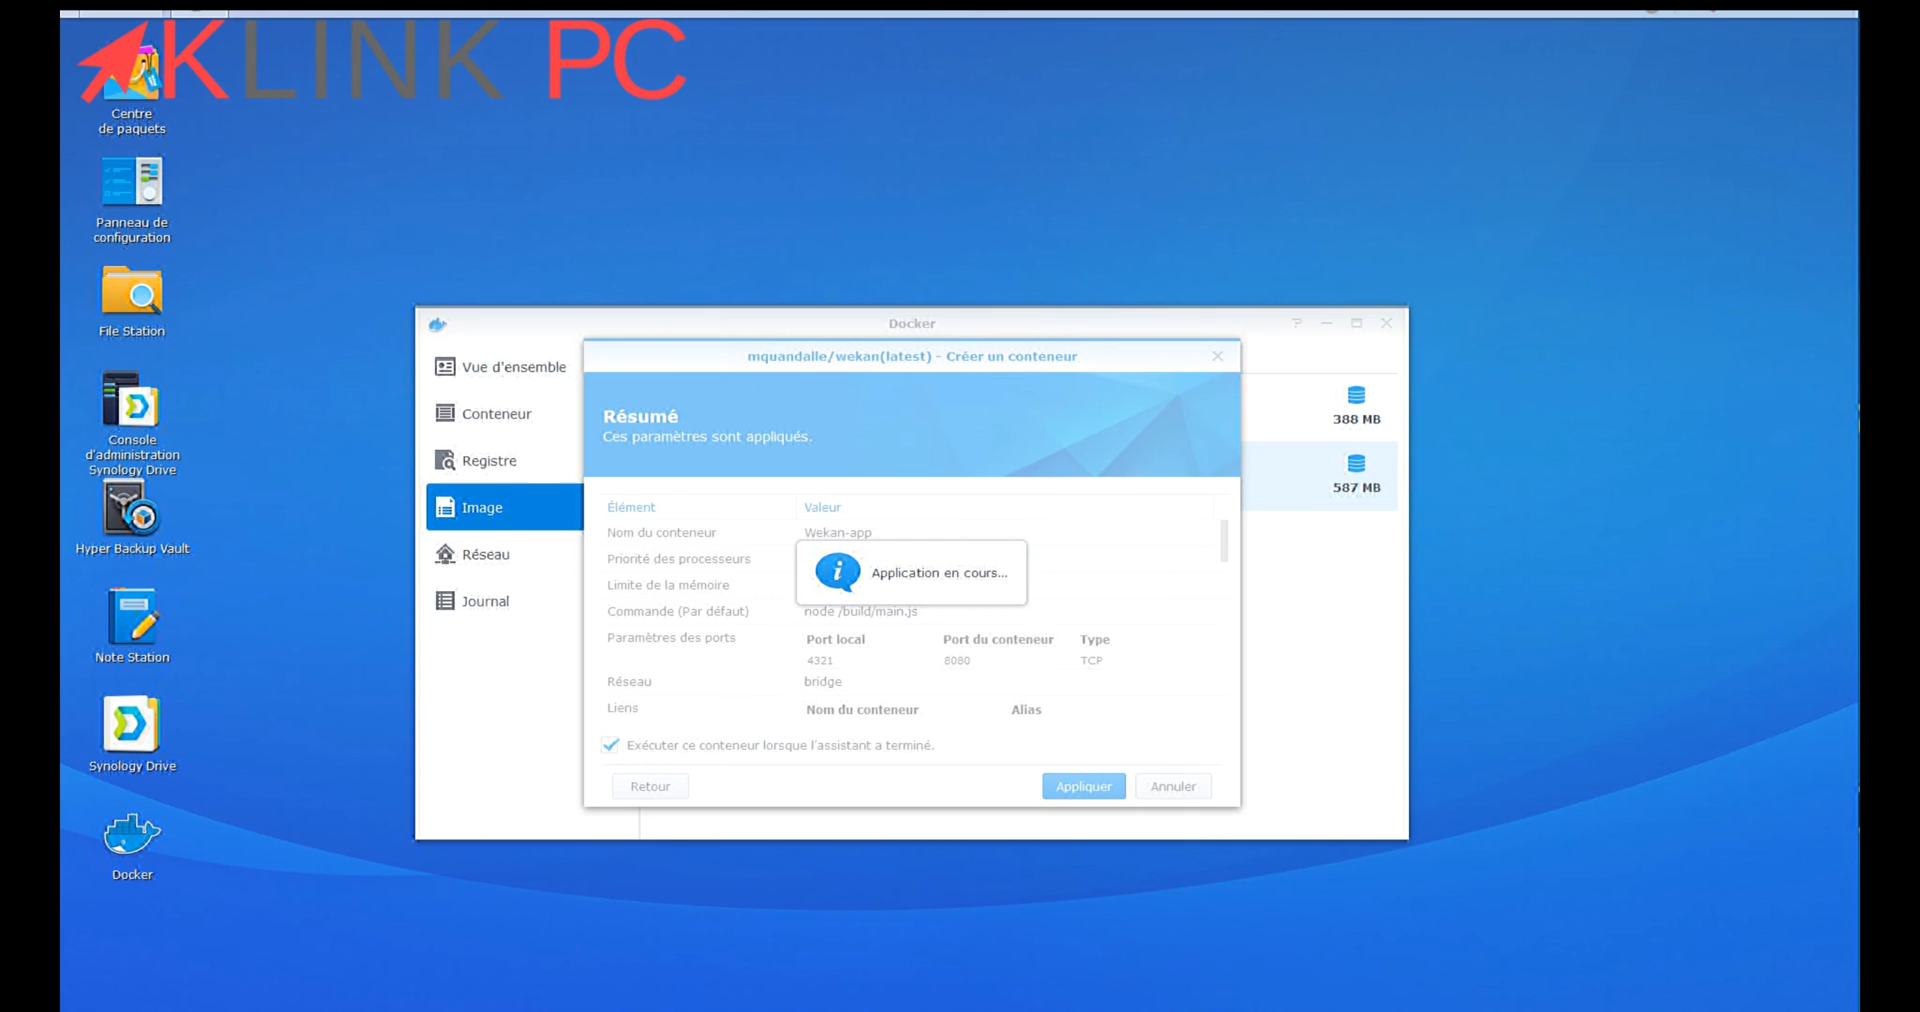 KLINK PC
Centre
de paquets
Panneau de
configuration
File Station
Console
d'administration
Synology Drive
Hyper Backup Vault
Note Station
Synology Drive
Docker
Docker
Vue d'ensemble
Conteneur
Registre
Image
Réseau
Journal
388 MB
587 MB
mquandalle/wekan(latest) - Créer un conteneur
Résumé
Ces paramètres sont appliqués.
Élément Valeur
Nom du conteneur Wekan-app
Priorité des processeurs
Limite de la mémoire
Application en cours...
Commande (Par défaut) node /build/main.js
Paramètres des ports Port local Port du conteneur Type
4321 8080 TCP
Réseau bridge
Liens Nom du conteneur Alias
Exécuter ce conteneur lorsque l'assistant a terminé.
Retour Appliquer Annuler